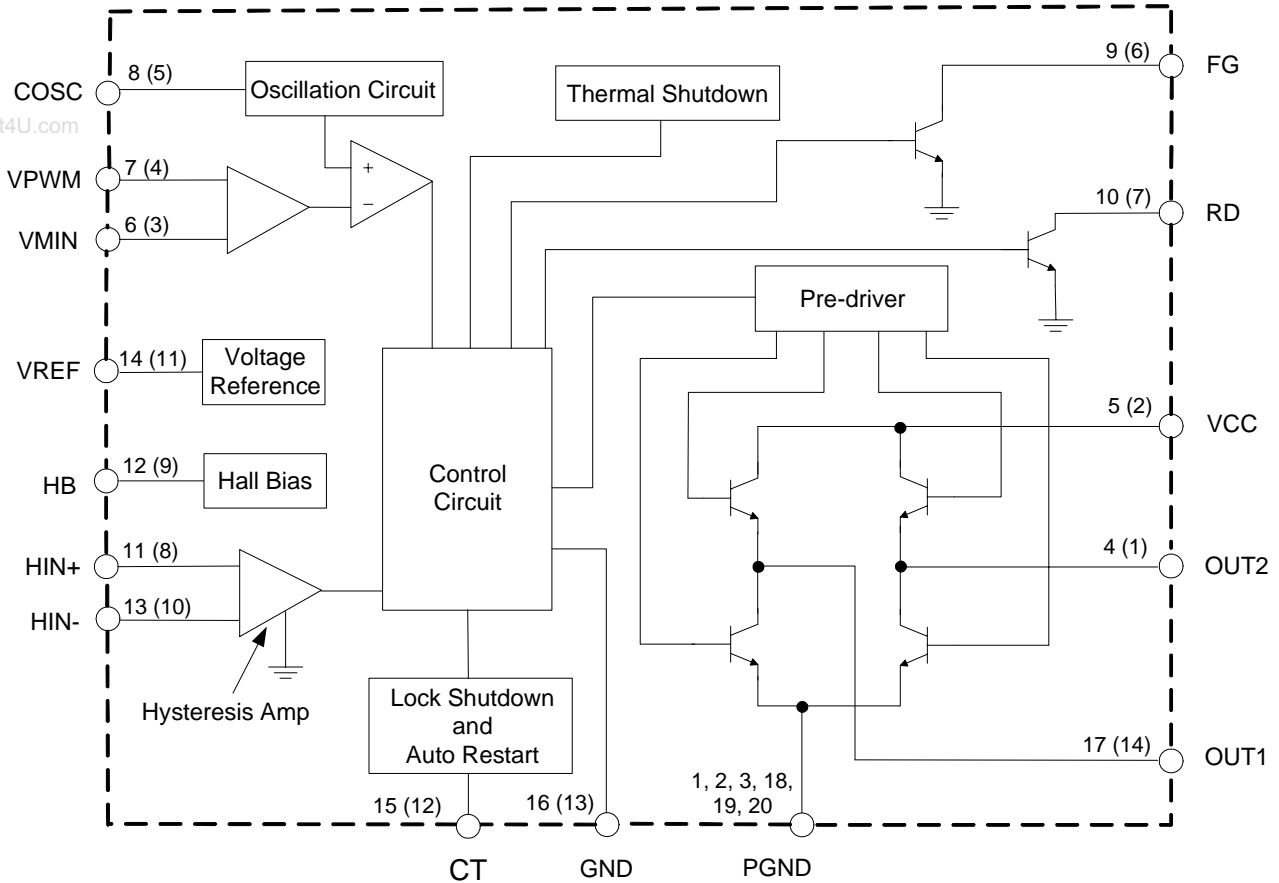 9 (6)
FG
8 (5)
COSC
Oscillation Circuit
Thermal Shutdown
t4U.com
7 (4)
VPWM
+
−
6 (3)
VMIN
10 (7)
RD
Pre-driver
14 (11)
VREF
Voltage
Reference
5 (2)
VCC
12 (9)
HB
Hall Bias
Control
Circuit
11 (8)
HIN+
4 (1)
OUT2
13 (10)
HIN-
Hysteresis Amp
Lock Shutdown
and
Auto Restart
17 (14)
OUT1
15 (12)
16 (13)
1, 2, 3, 18,
19, 20
CT
GND
PGND